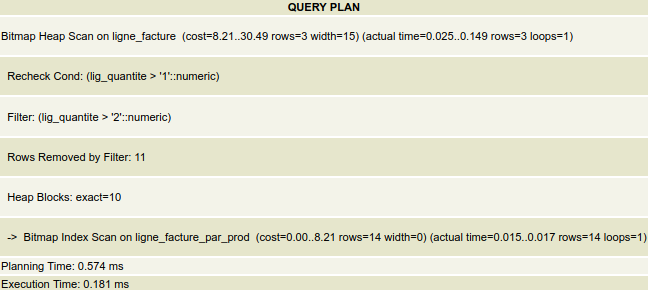 QUERY PLAN
Bitmap Heap Scan on ligne_facture (cost=8.21..30.49 rows=3 width=15) (actual time=0.025..0.149 rows=3 loops=1)
Recheck Cond: (lig_quantite > '1'::numeric)
Filter: (lig_quantite > '2'::numeric)
Rows Removed by Filter: 11
Heap Blocks: exact=10
-> Bitmap Index Scan on ligne_facture_par_prod (cost=0.00..8.21 rows=14 width=0) (actual time=0.015..0.017 rows=14 loops=1)
Planning Time: 0.574 ms
Execution Time: 0.181 ms